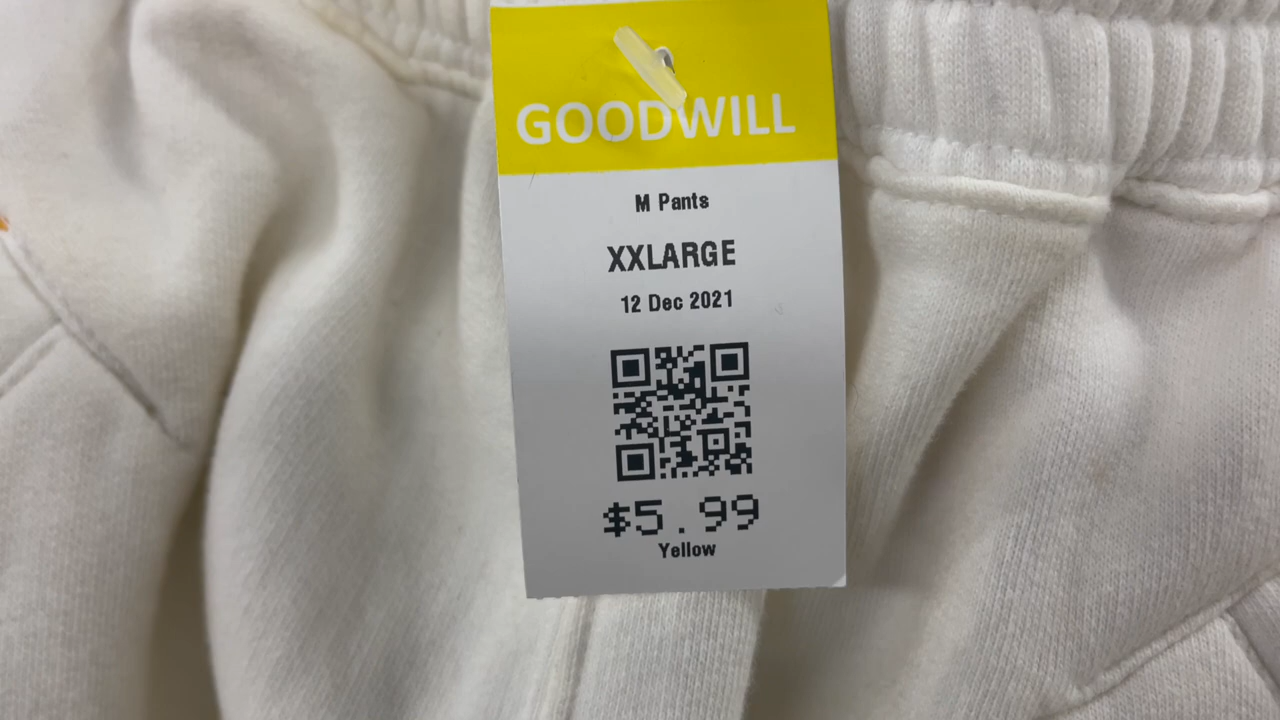 GOODWILL
M Pants
XXLARGE
12 Dec 2021
$5.99
Yellow